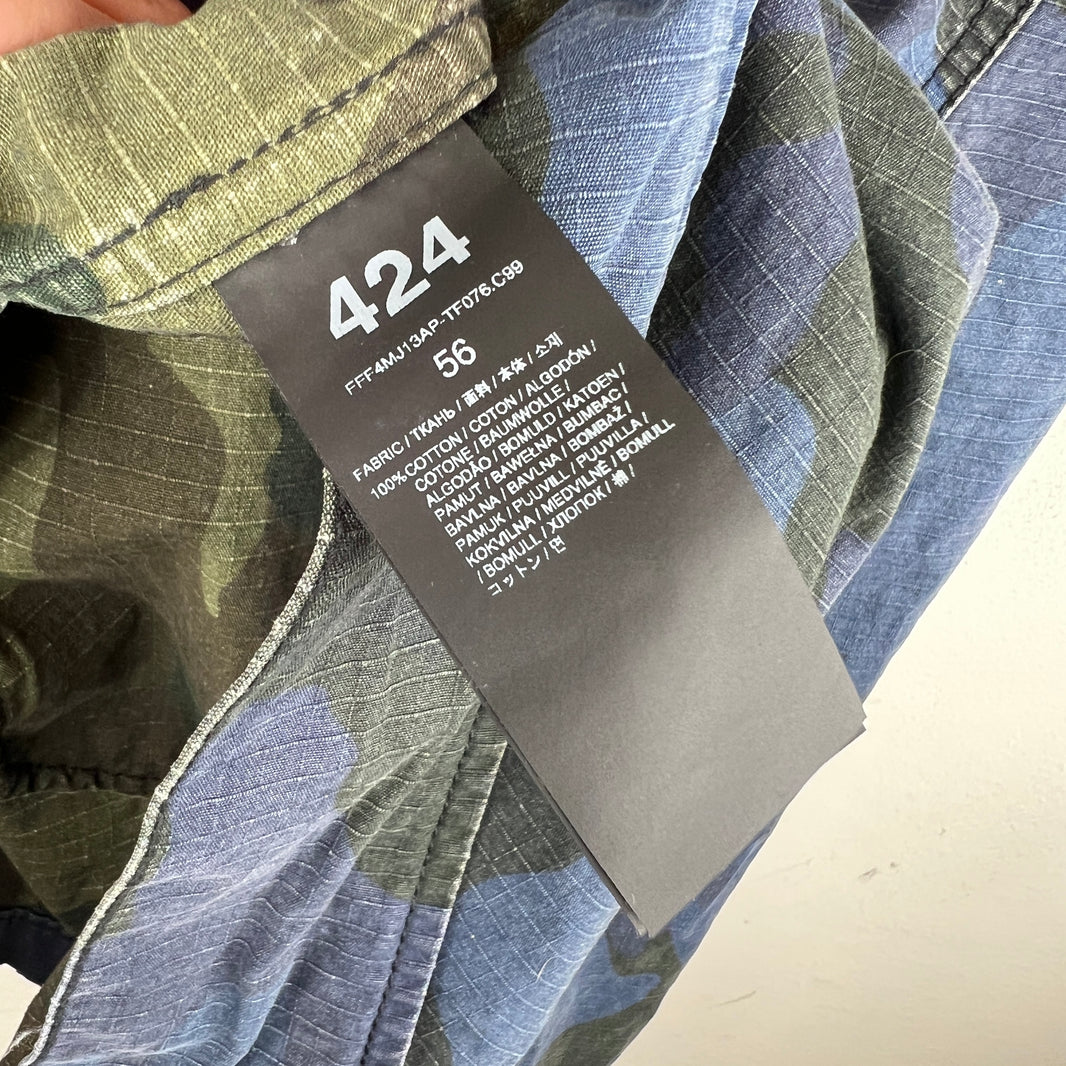 424
FFF4MJ13AP-TF076.C99
56
FABRIC / ТКАНЬ / 面料 / 本体 / 소재
100%COTTON / COTON / ALGODÓN /
COTONE / BAUMWOLLE /
ALGODÃO / BOMULD / KATOEN /
PAMUT / BAWEŁNA / BUMBAC /
BAVLNA / BAVLNA / BOMBAŽ /
PAMUK / PUUVILL / PUUVILLA /
KOKVILNA / MEDVILNĖ / BOMULL
/ BOMULL / ХЛОПОК / 棉 /
コットン / 면